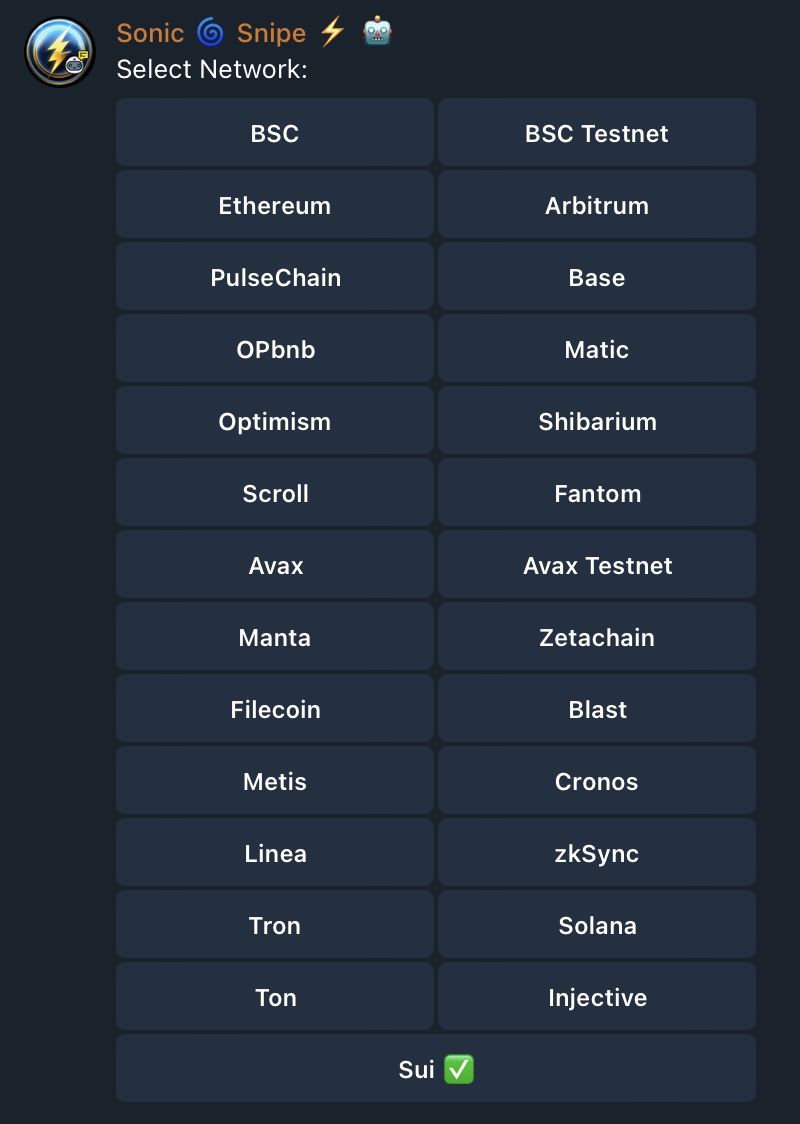 Sonic 🌀 Snipe ⚡ 🤖
Select Network:
BSC
BSC Testnet
Ethereum
Arbitrum
PulseChain
Base
OPbnb
Matic
Optimism
Shibarium
Scroll
Fantom
Avax
Avax Testnet
Manta
Zetachain
Filecoin
Blast
Metis
Cronos
Linea
zkSync
Tron
Solana
Ton
Injective
Sui ✅